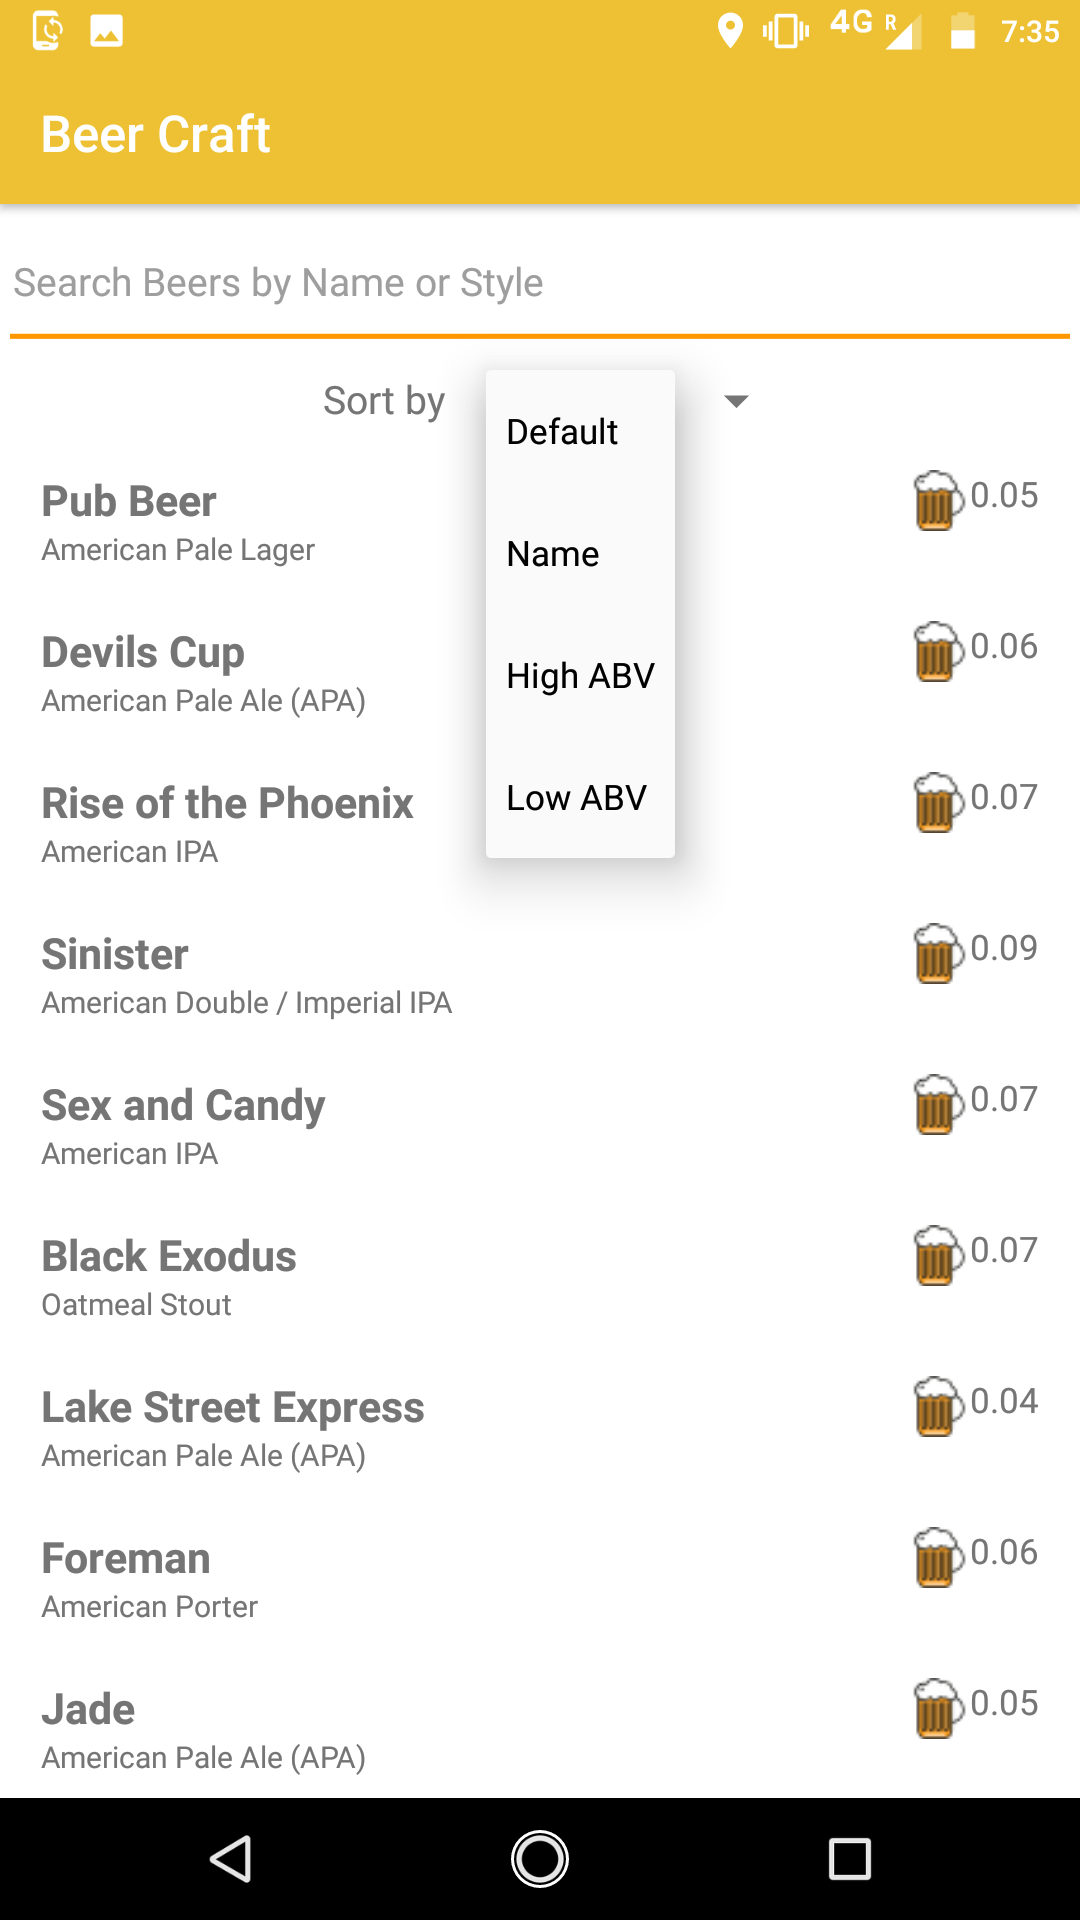 4G R 7:35
Beer Craft
Search Beers by Name or Style
Sort by
Default
Name
High ABV
Low ABV
Pub Beer 0.05
American Pale Lager
Devils Cup 0.06
American Pale Ale (APA)
Rise of the Phoenix 0.07
American IPA
Sinister 0.09
American Double / Imperial IPA
Sex and Candy 0.07
American IPA
Black Exodus 0.07
Oatmeal Stout
Lake Street Express 0.04
American Pale Ale (APA)
Foreman 0.06
American Porter
Jade 0.05
American Pale Ale (APA)